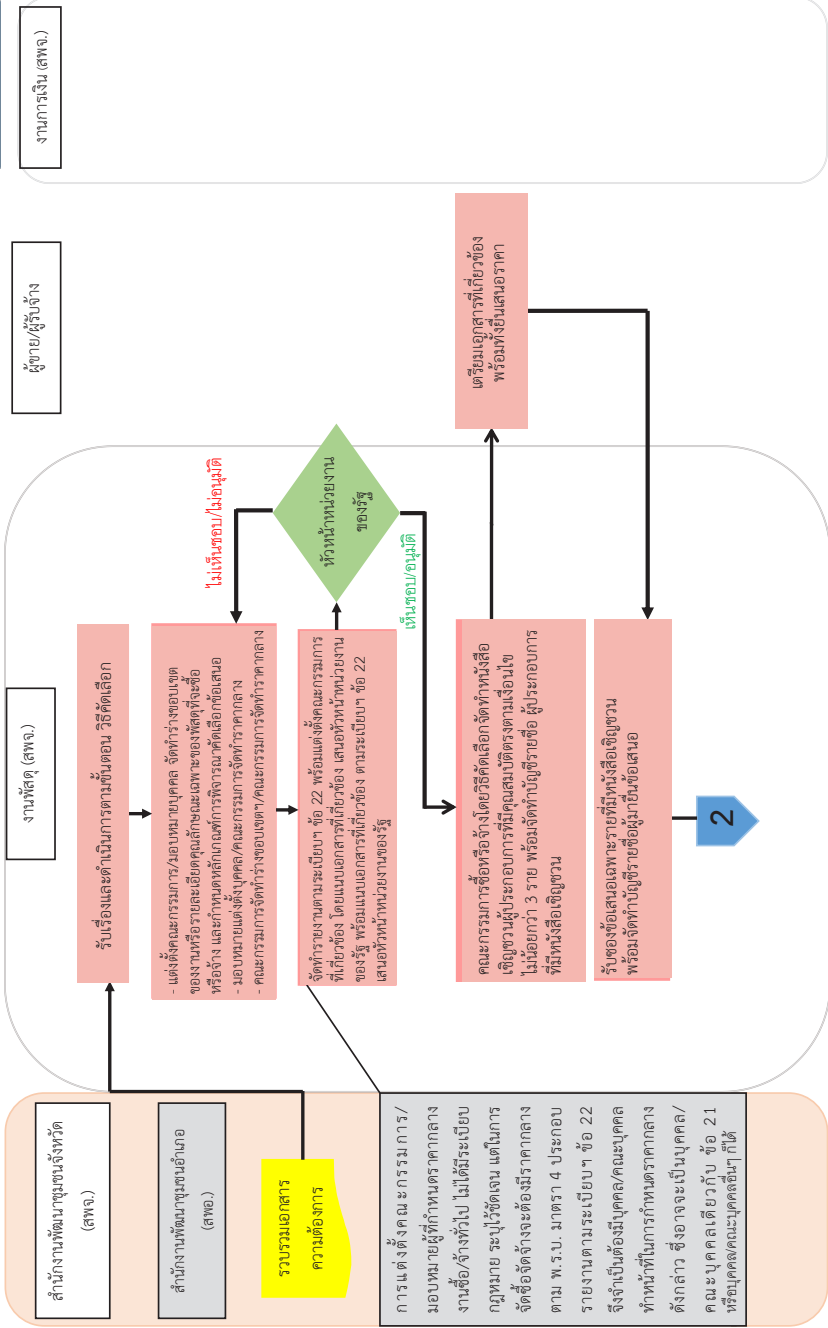 สำนักงานพัฒนาชุมชนจังหวัด
(สพจ.)
สำนักงานพัฒนาชุมชนอำเภอ
(สพอ.)
รวบรวมเอกสาร
ความต้องการ
การแต่งตั้งคณะกรรมการ/
มอบหมายผู้ที่กำหนดราคากลาง
งานซื้อ/จ้างทั่วไป ไม่ได้มีระเบียบ
กฎหมาย ระบุไว้ชัดเจน แต่ในการ
จัดซื้อจัดจ้างจะต้องมีราคากลาง
ตาม พ.ร.บ. มาตรา 4 ประกอบ
รายงานตามระเบียบฯ ข้อ 22
จึงจำเป็นต้องมีบุคคล/คณะบุคคล
ทำหน้าที่ในการกำหนดราคากลาง
ดังกล่าว ซึ่งอาจจะเป็นบุคคล/
คณะบุคคลเดียวกับ ข้อ 21
หรือบุคคล/คณะบุคคลอื่นๆ ก็ได้
งานพัสดุ (สพจ.)
รับเรื่องและดำเนินการตามขั้นตอน วิธีคัดเลือก
- แต่งตั้งคณะกรรมการ/มอบหมายบุคคล จัดทำร่างขอบเขต
ของงานหรือรายละเอียดคุณลักษณะเฉพาะของพัสดุที่จะซื้อ
หรือจ้าง และกำหนดหลักเกณฑ์การพิจารณาคัดเลือกข้อเสนอ
- มอบหมายแต่งตั้งบุคคล/คณะกรรมการจัดทำราคากลาง
- คณะกรรมการจัดทำร่างขอบเขตฯ/คณะกรรมการจัดทำราคากลาง
จัดทำรายงานตามระเบียบฯ ข้อ 22 พร้อมแต่งตั้งคณะกรรมการ
ที่เกี่ยวข้อง โดยแนบเอกสารที่เกี่ยวข้อง เสนอหัวหน้าหน่วยงาน
ของรัฐ พร้อมแนบเอกสารที่เกี่ยวข้อง ตามระเบียบฯ ข้อ 22
เสนอหัวหน้าหน่วยงานของรัฐ
หัวหน้าหน่วยงาน
ของรัฐ
ไม่เห็นชอบ/ไม่อนุมัติ
เห็นชอบ/อนุมัติ
คณะกรรมการซื้อหรือจ้างโดยวิธีคัดเลือกจัดทำหนังสือ
เชิญชวนผู้ประกอบการที่มีคุณสมบัติตรงตามเงื่อนไข
ไม่น้อยกว่า 3 ราย พร้อมจัดทำบัญชีรายชื่อ ผู้ประกอบการ
ที่มีหนังสือเชิญชวน
รับซองข้อเสนอเฉพาะรายที่มีหนังสือเชิญชวน
พร้อมจัดทำบัญชีรายชื่อผู้มายื่นข้อเสนอ
2
ผู้ขาย/ผู้รับจ้าง
เตรียมเอกสารที่เกี่ยวข้อง
พร้อมทั้งยื่นเสนอราคา
งานการเงิน (สพจ.)